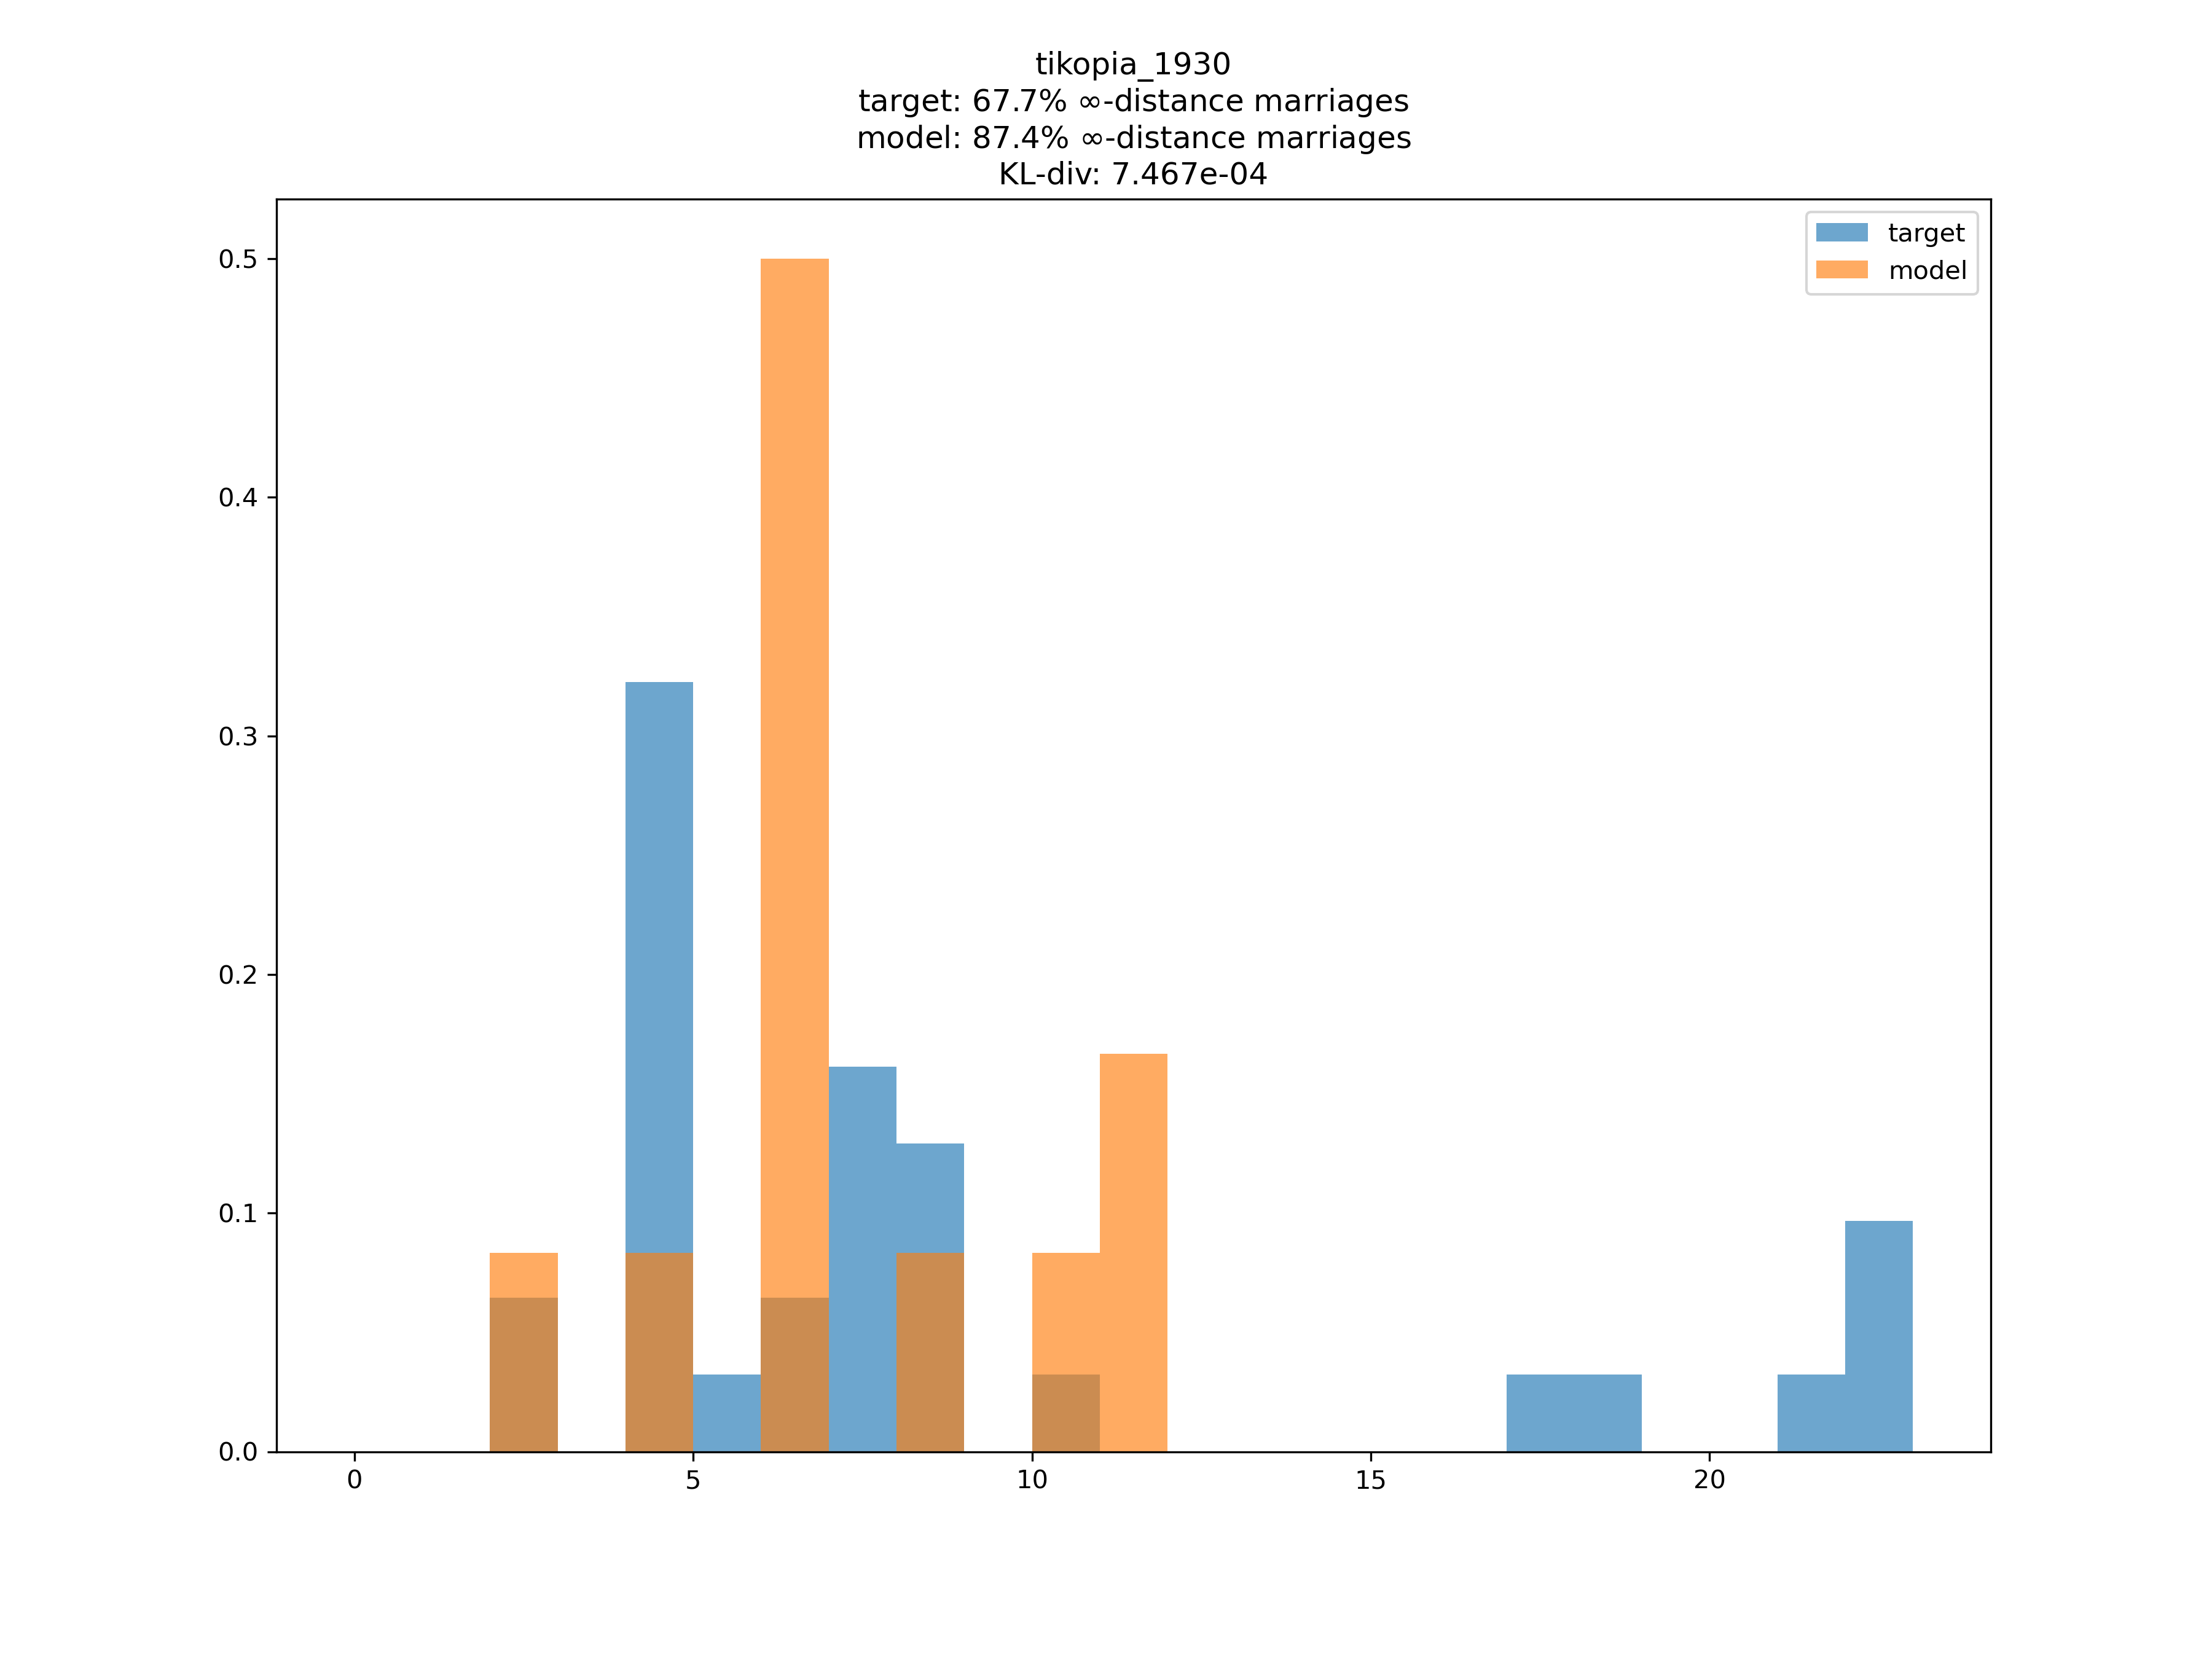 tikopia_1930
target: 67.7% ∞-distance marriages
model: 87.4% ∞-distance marriages
KL-div: 7.467e-04
target
model
0.5
0.4
0.3
0.2
0.1
0.0
0 5 10 15 20